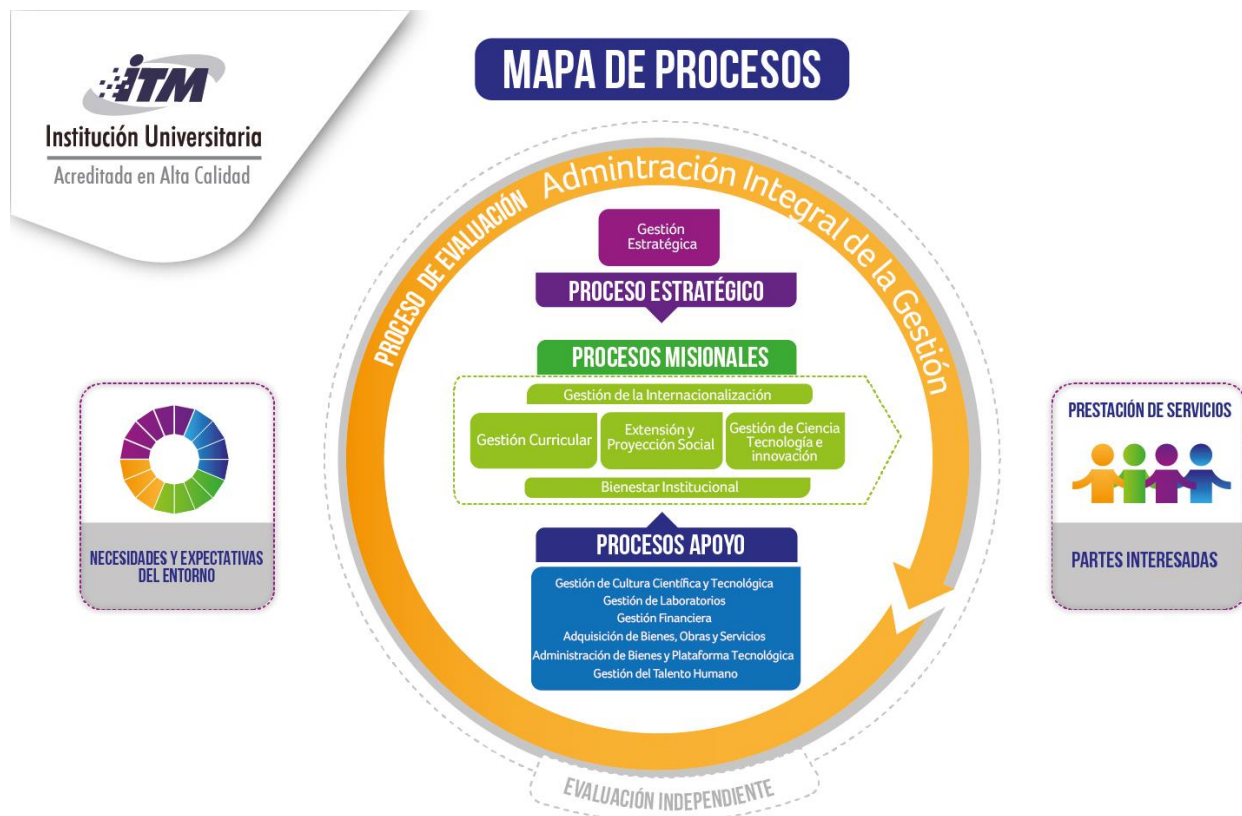 iTM
Institución Universitaria
Acreditada en Alta Calidad
MAPA DE PROCESOS
PROCESO DE EVALUACIÓN
Admintración Integral de la Gestión
Gestión
Estratégica
PROCESO ESTRATÉGICO
PROCESOS MISIONALES
Gestión de la Internacionalización
Gestión Curricular
Extensión y
Proyección Social
Gestión de Ciencia
Tecnología e
innovación
Bienestar Institucional
PROCESOS APOYO
Gestión de Cultura Científica y Tecnológica
Gestión de Laboratorios
Gestión Financiera
Adquisición de Bienes, Obras y Servicios
Administración de Bienes y Plataforma Tecnológica
Gestión del Talento Humano
NECESIDADES Y EXPECTATIVAS
DEL ENTORNO
PRESTACIÓN DE SERVICIOS
PARTES INTERESADAS
EVALUACIÓN INDEPENDIENTE